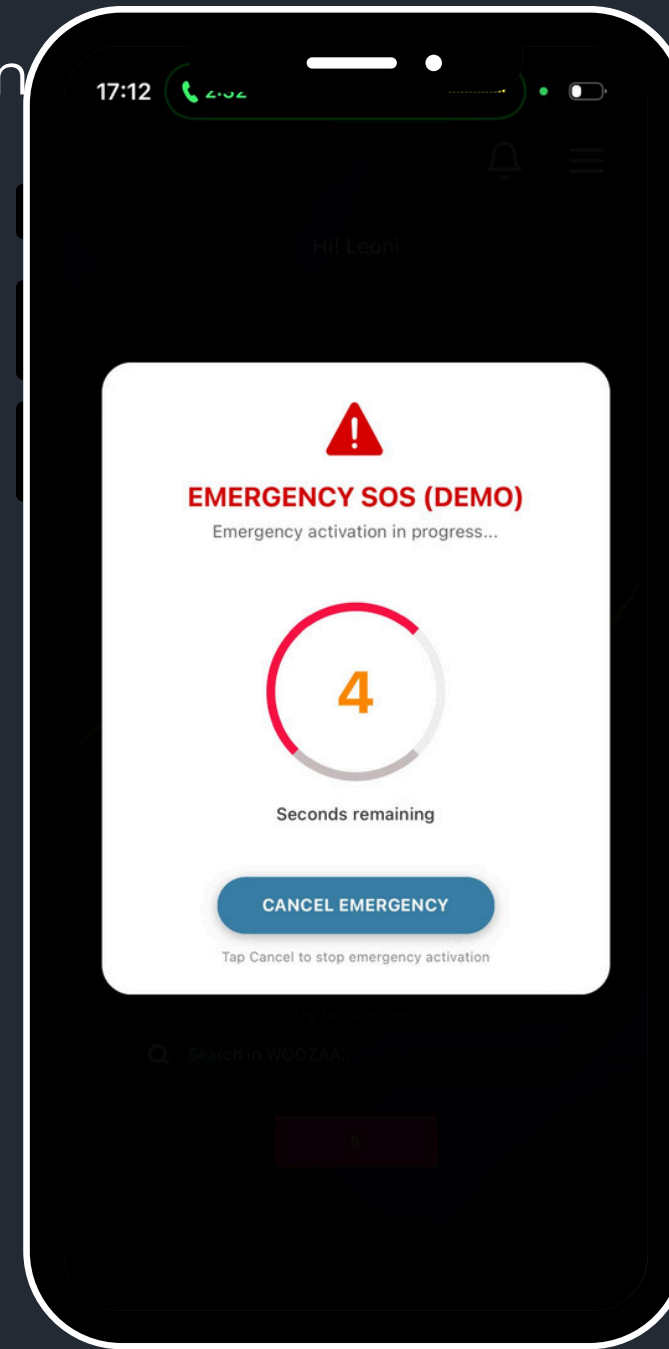 n
17:12
Hi! Leoni
EMERGENCY SOS (DEMO)
Emergency activation in progress...
4
Seconds remaining
CANCEL EMERGENCY
Tap Cancel to stop emergency activation
Search in WOOZAA...